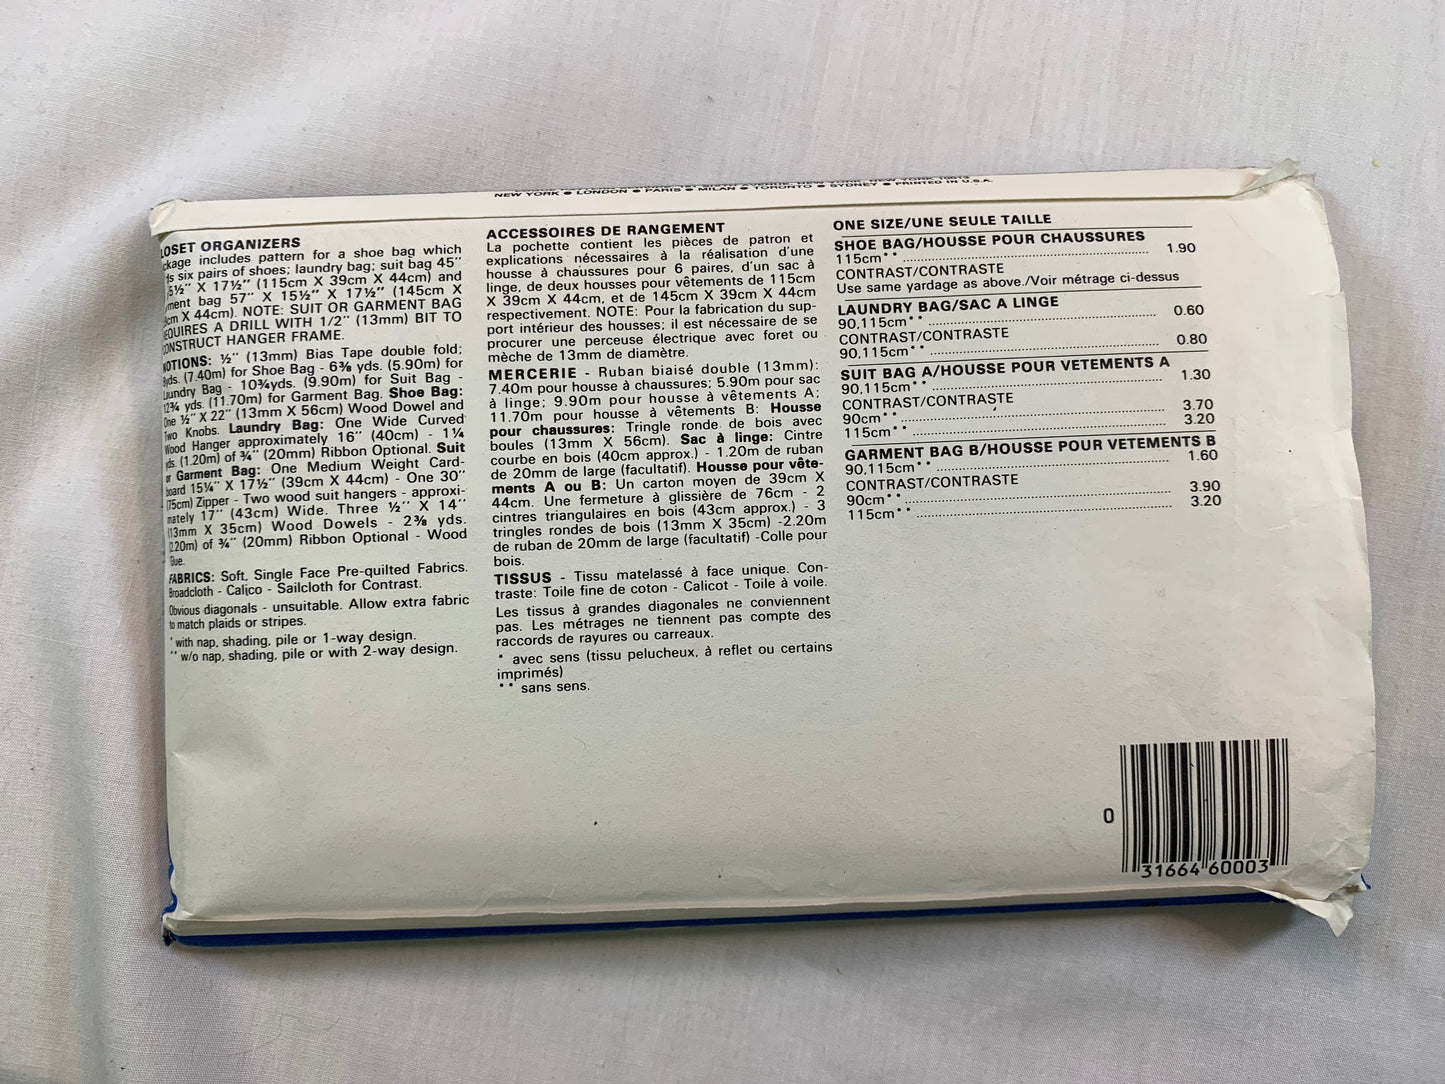 NEW YORK ● LONDON ● PARIS ● MILAN ● TORONTO ● SYDNEY ● PRINTED IN U.S.A.
LOSET ORGANIZERS
ckage includes pattern for a shoe bag which
ds six pairs of shoes; laundry bag; suit bag 45"
5½" X 17½" (115cm X 39cm X 44cm) and
ment bag 57" X 15½" X 17½" (145cm X
cm X 44cm). NOTE: SUIT OR GARMENT BAG
EQUIRES A DRILL WITH 1/2" (13mm) BIT TO
ONSTRUCT HANGER FRAME.
NOTIONS: ½" (13mm) Bias Tape double fold;
yds. (7.40m) for Shoe Bag - 6⅜ yds. (5.90m) for
Laundry Bag - 10¾yds. (9.90m) for Suit Bag -
12¾ yds. (11.70m) for Garment Bag. Shoe Bag:
One ½" X 22" (13mm X 56cm) Wood Dowel and
Two Knobs. Laundry Bag: One Wide Curved
Wood Hanger approximately 16" (40cm) - 1¼
yds. (1.20m) of ¾" (20mm) Ribbon Optional. Suit
or Garment Bag: One Medium Weight Card-
board 15¼" X 17½" (39cm X 44cm) - One 30"
(75cm) Zipper - Two wood suit hangers - approxi-
mately 17" (43cm) Wide. Three ½" X 14"
(13mm X 35cm) Wood Dowels - 2⅜ yds.
(2.20m) of ¾" (20mm) Ribbon Optional - Wood
Glue.
FABRICS: Soft, Single Face Pre-quilted Fabrics.
Broadcloth - Calico - Sailcloth for Contrast.
Obvious diagonals - unsuitable. Allow extra fabric
to match plaids or stripes.
* with nap, shading, pile or 1-way design.
** w/o nap, shading, pile or with 2-way design.
ACCESSOIRES DE RANGEMENT
La pochette contient les pièces de patron et
explications nécessaires à la réalisation d'une
housse à chaussures pour 6 paires, d'un sac à
linge, de deux housses pour vêtements de 115cm
X 39cm X 44cm, et de 145cm X 39cm X 44cm
respectivement. NOTE: Pour la fabrication du sup-
port intérieur des housses; il est nécessaire de se
procurer une perceuse électrique avec foret ou
mèche de 13mm de diamètre.
MERCERIE - Ruban biaisé double (13mm):
7.40m pour housse à chaussures; 5.90m pour sac
à linge; 9.90m pour housse à vêtements A;
11.70m pour housse à vêtements B: Housse
pour chaussures: Tringle ronde de bois avec
boules (13mm X 56cm). Sac à linge: Cintre
courbe en bois (40cm approx.) - 1.20m de ruban
de 20mm de large (facultatif). Housse pour vête-
ments A ou B: Un carton moyen de 39cm X
44cm. Une fermeture à glissière de 76cm - 2
cintres triangulaires en bois (43cm approx.) - 3
tringles rondes de bois (13mm X 35cm) -2.20m
de ruban de 20mm de large (facultatif) -Colle pour
bois.
TISSUS - Tissu matelassé à face unique. Con-
traste: Toile fine de coton - Calicot - Toile à voile.
Les tissus à grandes diagonales ne conviennent
pas. Les métrages ne tiennent pas compte des
raccords de rayures ou carreaux.
* avec sens (tissu pelucheux, à reflet ou certains
imprimés)
** sans sens.
ONE SIZE/UNE SEULE TAILLE
SHOE BAG/HOUSSE POUR CHAUSSURES
115cm** 1.90
CONTRAST/CONTRASTE
Use same yardage as above./Voir métrage ci-dessus
LAUNDRY BAG/SAC A LINGE
90,115cm** 0.60
CONTRAST/CONTRASTE
90,115cm** 0.80
SUIT BAG A/HOUSSE POUR VETEMENTS A
90,115cm** 1.30
CONTRAST/CONTRASTE
90cm** 3.70
115cm** 3.20
GARMENT BAG B/HOUSSE POUR VETEMENTS B
90,115cm** 1.60
CONTRAST/CONTRASTE
90cm** 3.90
115cm** 3.20
0 31664 60003